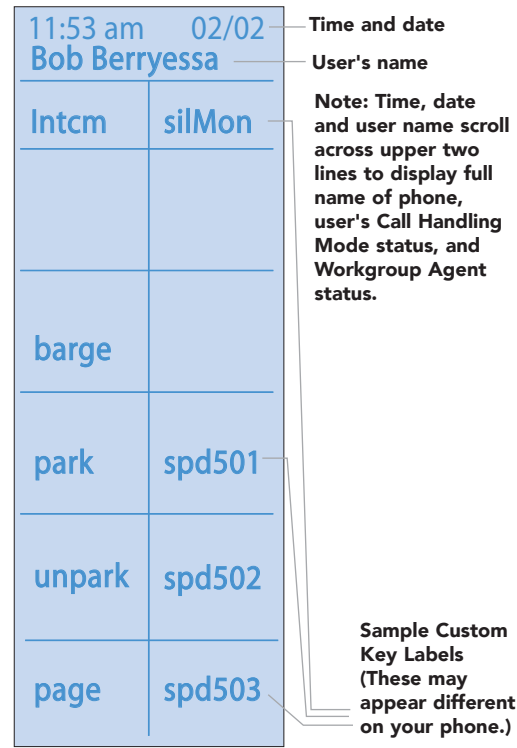 11:53 am 02/02
Bob Berryessa
Intcm silMon
barge
park spd501
unpark spd502
page spd503
Time and date
User's name
Note: Time, date
and user name scroll
across upper two
lines to display full
name of phone,
user's Call Handling
Mode status, and
Workgroup Agent
status.
Sample Custom
Key Labels
(These may
appear different
on your phone.)